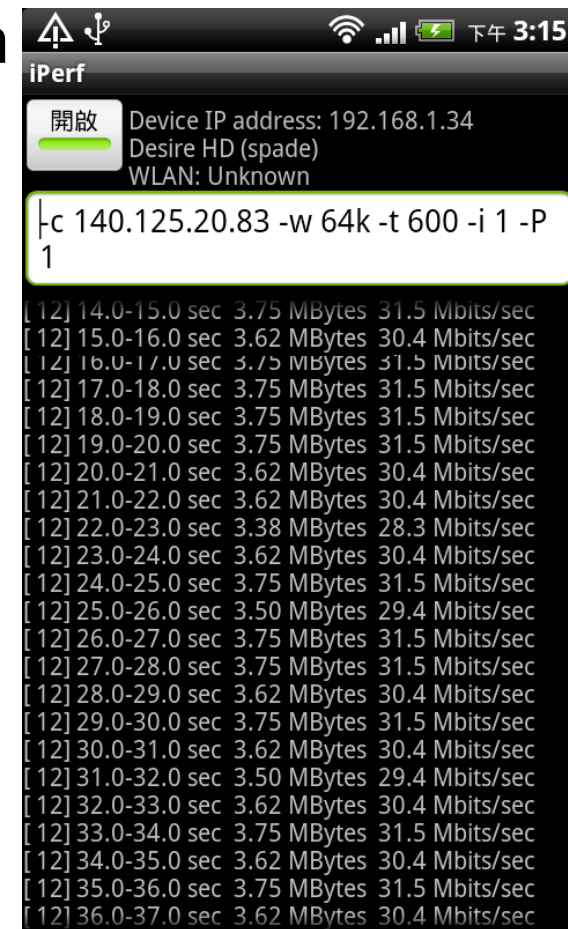 下午 3:15
iPerf
開啟
Device IP address: 192.168.1.34
Desire HD (spade)
WLAN: Unknown
-c 140.125.20.83 -w 64k -t 600 -i 1 -P
1
[ 12] 14.0-15.0 sec 3.75 MBytes 31.5 Mbits/sec
[ 12] 15.0-16.0 sec 3.62 MBytes 30.4 Mbits/sec
[ 12] 16.0-17.0 sec 3.75 MBytes 31.5 Mbits/sec
[ 12] 17.0-18.0 sec 3.75 MBytes 31.5 Mbits/sec
[ 12] 18.0-19.0 sec 3.75 MBytes 31.5 Mbits/sec
[ 12] 19.0-20.0 sec 3.75 MBytes 31.5 Mbits/sec
[ 12] 20.0-21.0 sec 3.62 MBytes 30.4 Mbits/sec
[ 12] 21.0-22.0 sec 3.62 MBytes 30.4 Mbits/sec
[ 12] 22.0-23.0 sec 3.38 MBytes 28.3 Mbits/sec
[ 12] 23.0-24.0 sec 3.62 MBytes 30.4 Mbits/sec
[ 12] 24.0-25.0 sec 3.75 MBytes 31.5 Mbits/sec
[ 12] 25.0-26.0 sec 3.50 MBytes 29.4 Mbits/sec
[ 12] 26.0-27.0 sec 3.75 MBytes 31.5 Mbits/sec
[ 12] 27.0-28.0 sec 3.75 MBytes 31.5 Mbits/sec
[ 12] 28.0-29.0 sec 3.62 MBytes 30.4 Mbits/sec
[ 12] 29.0-30.0 sec 3.75 MBytes 31.5 Mbits/sec
[ 12] 30.0-31.0 sec 3.62 MBytes 30.4 Mbits/sec
[ 12] 31.0-32.0 sec 3.50 MBytes 29.4 Mbits/sec
[ 12] 32.0-33.0 sec 3.62 MBytes 30.4 Mbits/sec
[ 12] 33.0-34.0 sec 3.75 MBytes 31.5 Mbits/sec
[ 12] 34.0-35.0 sec 3.62 MBytes 30.4 Mbits/sec
[ 12] 35.0-36.0 sec 3.75 MBytes 31.5 Mbits/sec
[ 12] 36.0-37.0 sec 3.62 MBytes 30.4 Mbits/sec